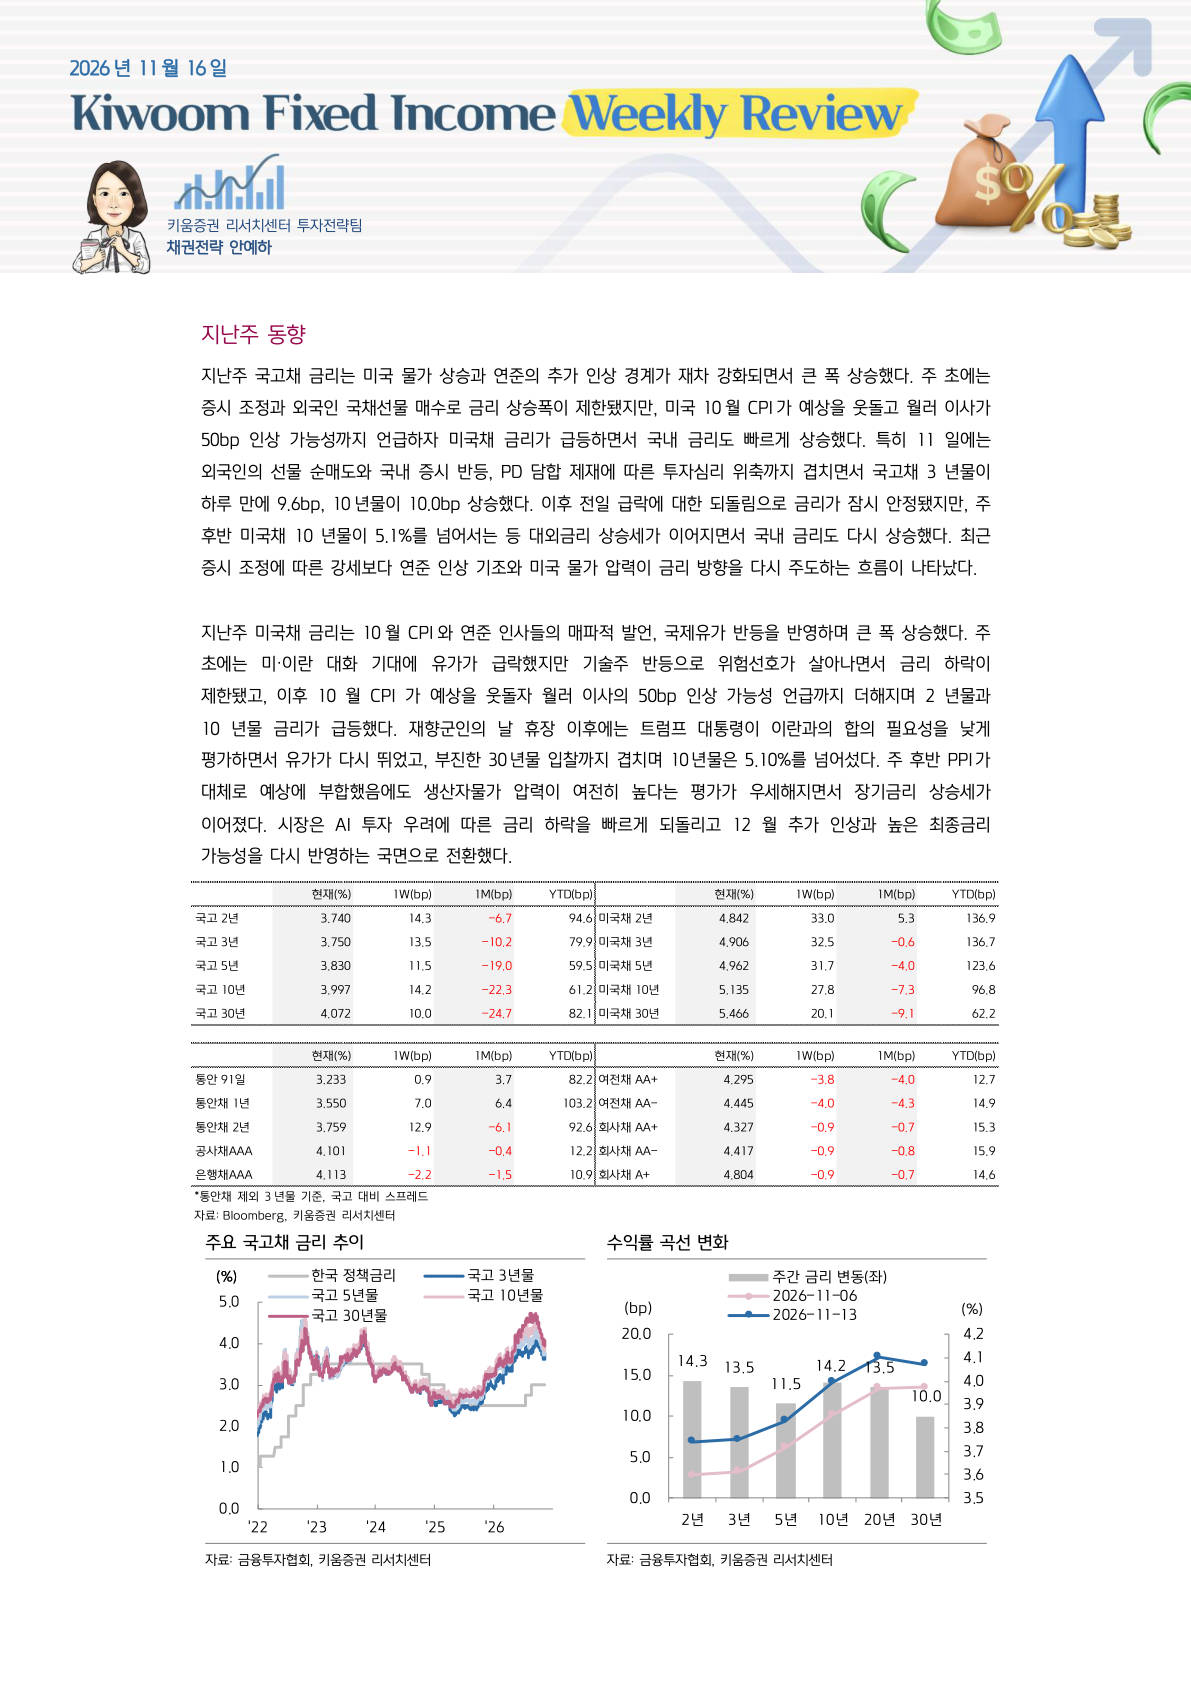 2026년 11월 16일
Kiwoom Fixed Income Weekly Review
키움증권 리서치센터 투자전략팀
채권전략 안예하
지난주 동향
지난주 국고채 금리는 미국 물가 상승과 연준의 추가 인상 경계가 재차 강화되면서 큰 폭 상승했다. 주 초에는
증시 조정과 외국인 국채선물 매수로 금리 상승폭이 제한됐지만, 미국 10월 CPI가 예상을 웃돌고 월러 이사가
50bp 인상 가능성까지 언급하자 미국채 금리가 급등하면서 국내 금리도 빠르게 상승했다. 특히 11 일에는
외국인의 선물 순매도와 국내 증시 반등, PD 담합 제재에 따른 투자심리 위축까지 겹치면서 국고채 3 년물이
하루 만에 9.6bp, 10년물이 10.0bp 상승했다. 이후 전일 급락에 대한 되돌림으로 금리가 잠시 안정됐지만, 주
후반 미국채 10 년물이 5.1%를 넘어서는 등 대외금리 상승세가 이어지면서 국내 금리도 다시 상승했다. 최근
증시 조정에 따른 강세보다 연준 인상 기조와 미국 물가 압력이 금리 방향을 다시 주도하는 흐름이 나타났다.
지난주 미국채 금리는 10월 CPI와 연준 인사들의 매파적 발언, 국제유가 반등을 반영하며 큰 폭 상승했다. 주
초에는 미·이란 대화 기대에 유가가 급락했지만 기술주 반등으로 위험선호가 살아나면서 금리 하락이
제한됐고, 이후 10 월 CPI 가 예상을 웃돌자 월러 이사의 50bp 인상 가능성 언급까지 더해지며 2 년물과
10 년물 금리가 급등했다. 재향군인의 날 휴장 이후에는 트럼프 대통령이 이란과의 합의 필요성을 낮게
평가하면서 유가가 다시 뛰었고, 부진한 30년물 입찰까지 겹치며 10년물은 5.10%를 넘어섰다. 주 후반 PPI가
대체로 예상에 부합했음에도 생산자물가 압력이 여전히 높다는 평가가 우세해지면서 장기금리 상승세가
이어졌다. 시장은 AI 투자 우려에 따른 금리 하락을 빠르게 되돌리고 12 월 추가 인상과 높은 최종금리
가능성을 다시 반영하는 국면으로 전환했다.
현재(%) 1W(bp) 1M(bp) YTD(bp) 현재(%) 1W(bp) 1M(bp) YTD(bp)
국고 2년 3.740 14.3 −6.7 94.6 미국채 2년 4.842 33.0 5.3 136.9
국고 3년 3.750 13.5 −10.2 79.9 미국채 3년 4.906 32.5 −0.6 136.7
국고 5년 3.830 11.5 −19.0 59.5 미국채 5년 4.962 31.7 −4.0 123.6
국고 10년 3.997 14.2 −22.3 61.2 미국채 10년 5.135 27.8 −7.3 96.8
국고 30년 4.072 10.0 −24.7 82.1 미국채 30년 5.466 20.1 −9.1 62.2
현재(%) 1W(bp) 1M(bp) YTD(bp) 현재(%) 1W(bp) 1M(bp) YTD(bp)
통안 91일 3.233 0.9 3.7 82.2 여전채 AA+ 4.295 −3.8 −4.0 12.7
통안채 1년 3.550 7.0 6.4 103.2 여전채 AA− 4.445 −4.0 −4.3 14.9
통안채 2년 3.759 12.9 −6.1 92.6 회사채 AA+ 4.327 −0.9 −0.7 15.3
공사채AAA 4.101 −1.1 −0.4 12.2 회사채 AA− 4.417 −0.9 −0.8 15.9
은행채AAA 4.113 −2.2 −1.5 10.9 회사채 A+ 4.804 −0.9 −0.7 14.6
*통안채 제외 3년물 기준, 국고 대비 스프레드
자료: Bloomberg, 키움증권 리서치센터
주요 국고채 금리 추이
(%)
한국 정책금리 국고 3년물
국고 5년물 국고 10년물
국고 30년물
5.0
4.0
3.0
2.0
1.0
0.0
'22 '23 '24 '25 '26
자료: 금융투자협회, 키움증권 리서치센터
수익률 곡선 변화
주간 금리 변동(좌)
2026−11−06
2026−11−13
(bp) (%)
20.0
15.0
10.0
5.0
0.0
14.3 13.5 11.5 14.2 13.5 10.0
4.2
4.1
4.0
3.9
3.8
3.7
3.6
3.5
2년 3년 5년 10년 20년 30년
자료: 금융투자협회, 키움증권 리서치센터